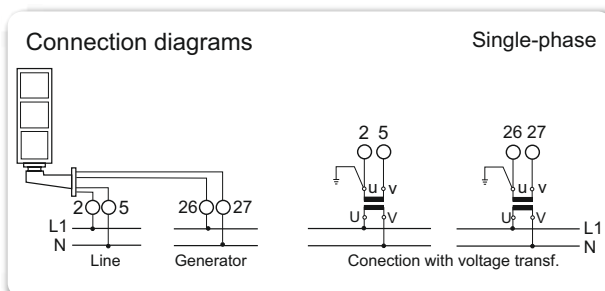 Connection diagrams
Single-phase
2 5 26 27
u v u v
2 5 26 27
U V U V
L1 L1
N N
Line Generator Conection with voltage transf.